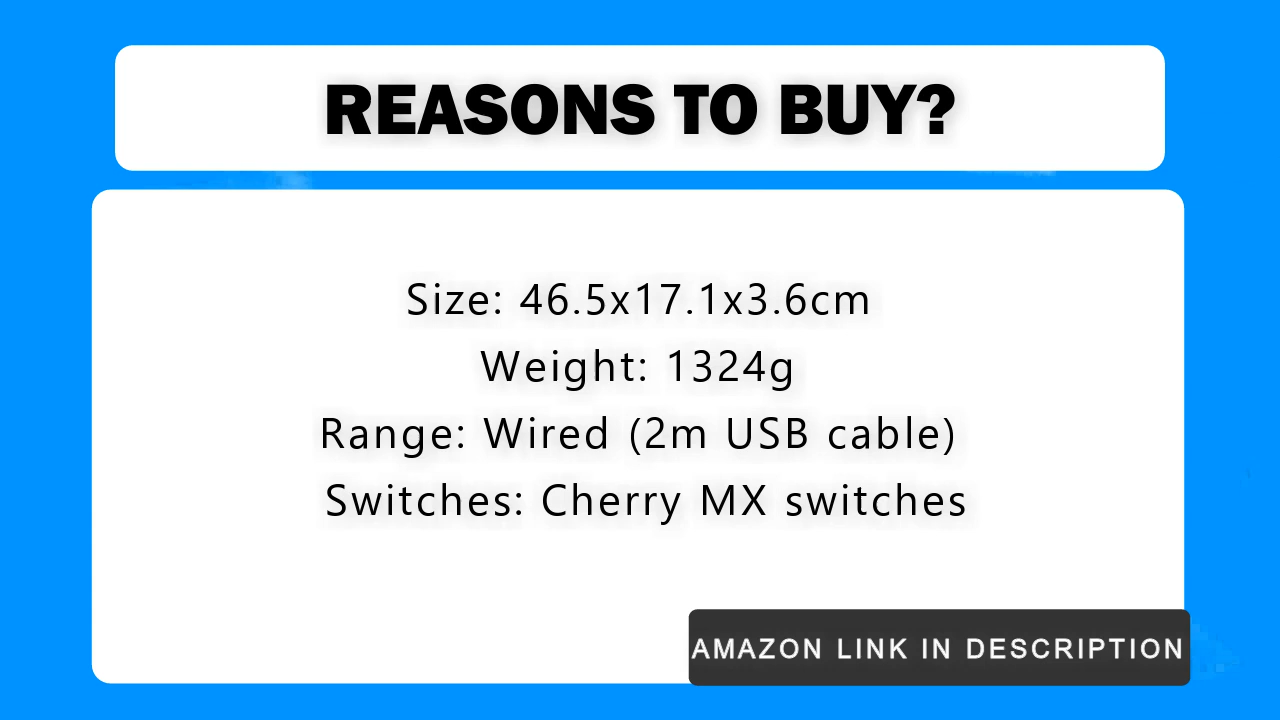 REASONS TO BUY?
Size: 46.5x17.1x3.6cm
Weight: 1324g
Range: Wired (2m USB cable)
Switches: Cherry MX switches
AMAZON LINK IN DESCRIPTION